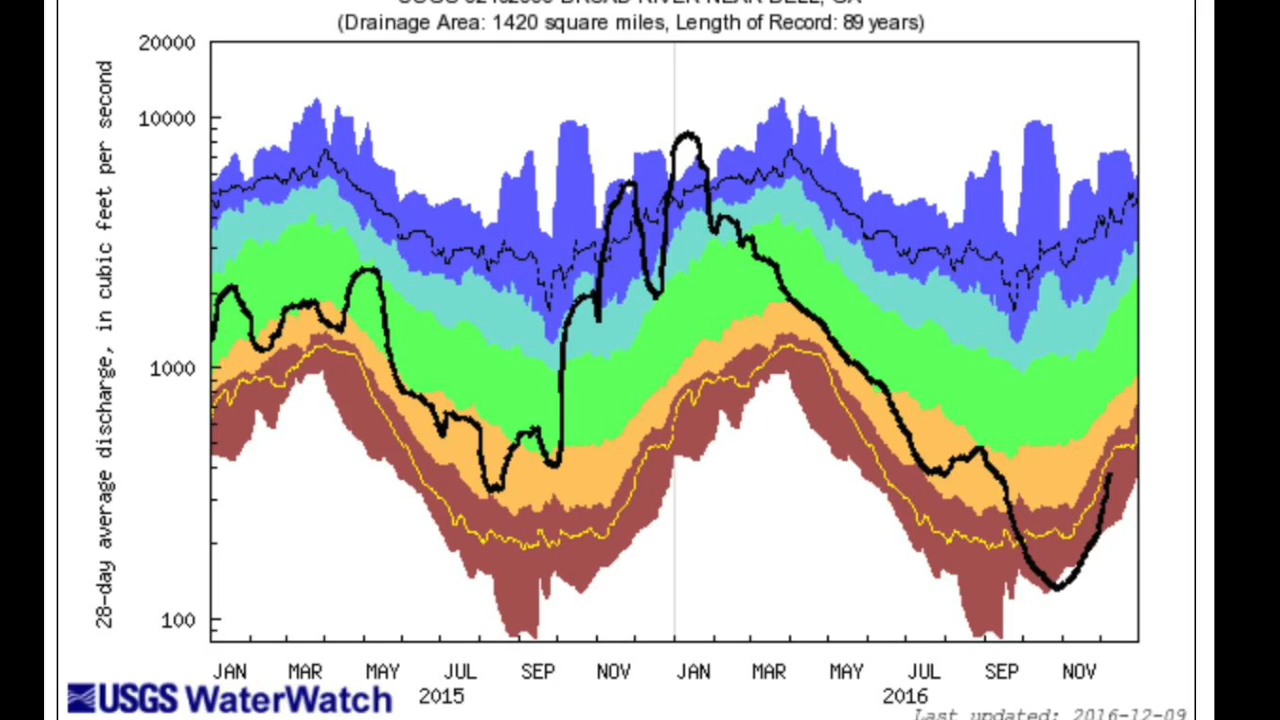 (Drainage Area: 1420 square miles, Length of Record: 89 years)
28-day average discharge, in cubic feet per second
20000
10000
1000
100
JAN MAR MAY JUL SEP NOV JAN MAR MAY JUL SEP NOV
2015 2016
USGS WaterWatch
Last updated: 2016-12-09